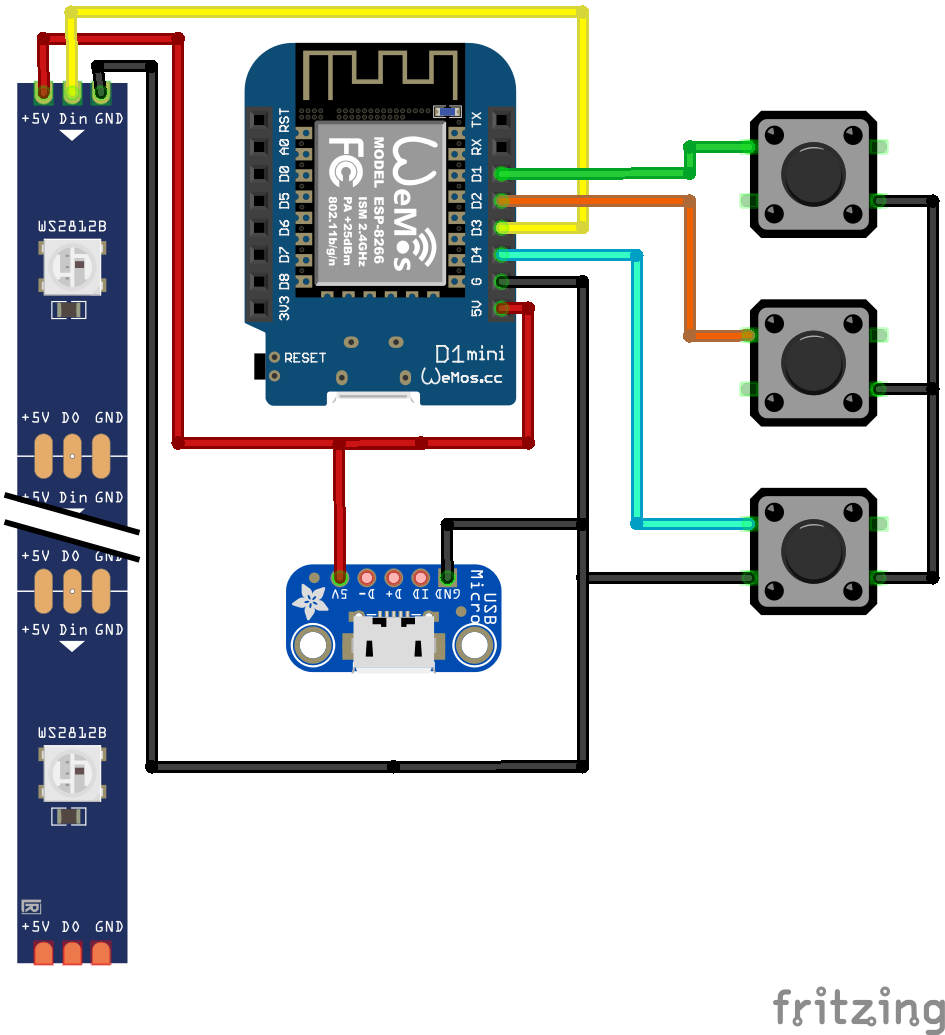 +5V Din GND
WS2812B
+5V DO GND
+5V Din GND
+5V DO GND
+5V Din GND
WS2812B
R
+5V DO GND
RST
A0
D0
D5
D6
D7
D8
3V3
TX
RX
D1
D2
D3
D4
G
5V
WeMos
MODEL ESP-8266
ISM 2.4GHz
PA +25dBm
802.11b/g/n
FC
RESET
D1mini
WeMos.cc
5V D- D+ ID GND
USB
Micro
fritzing